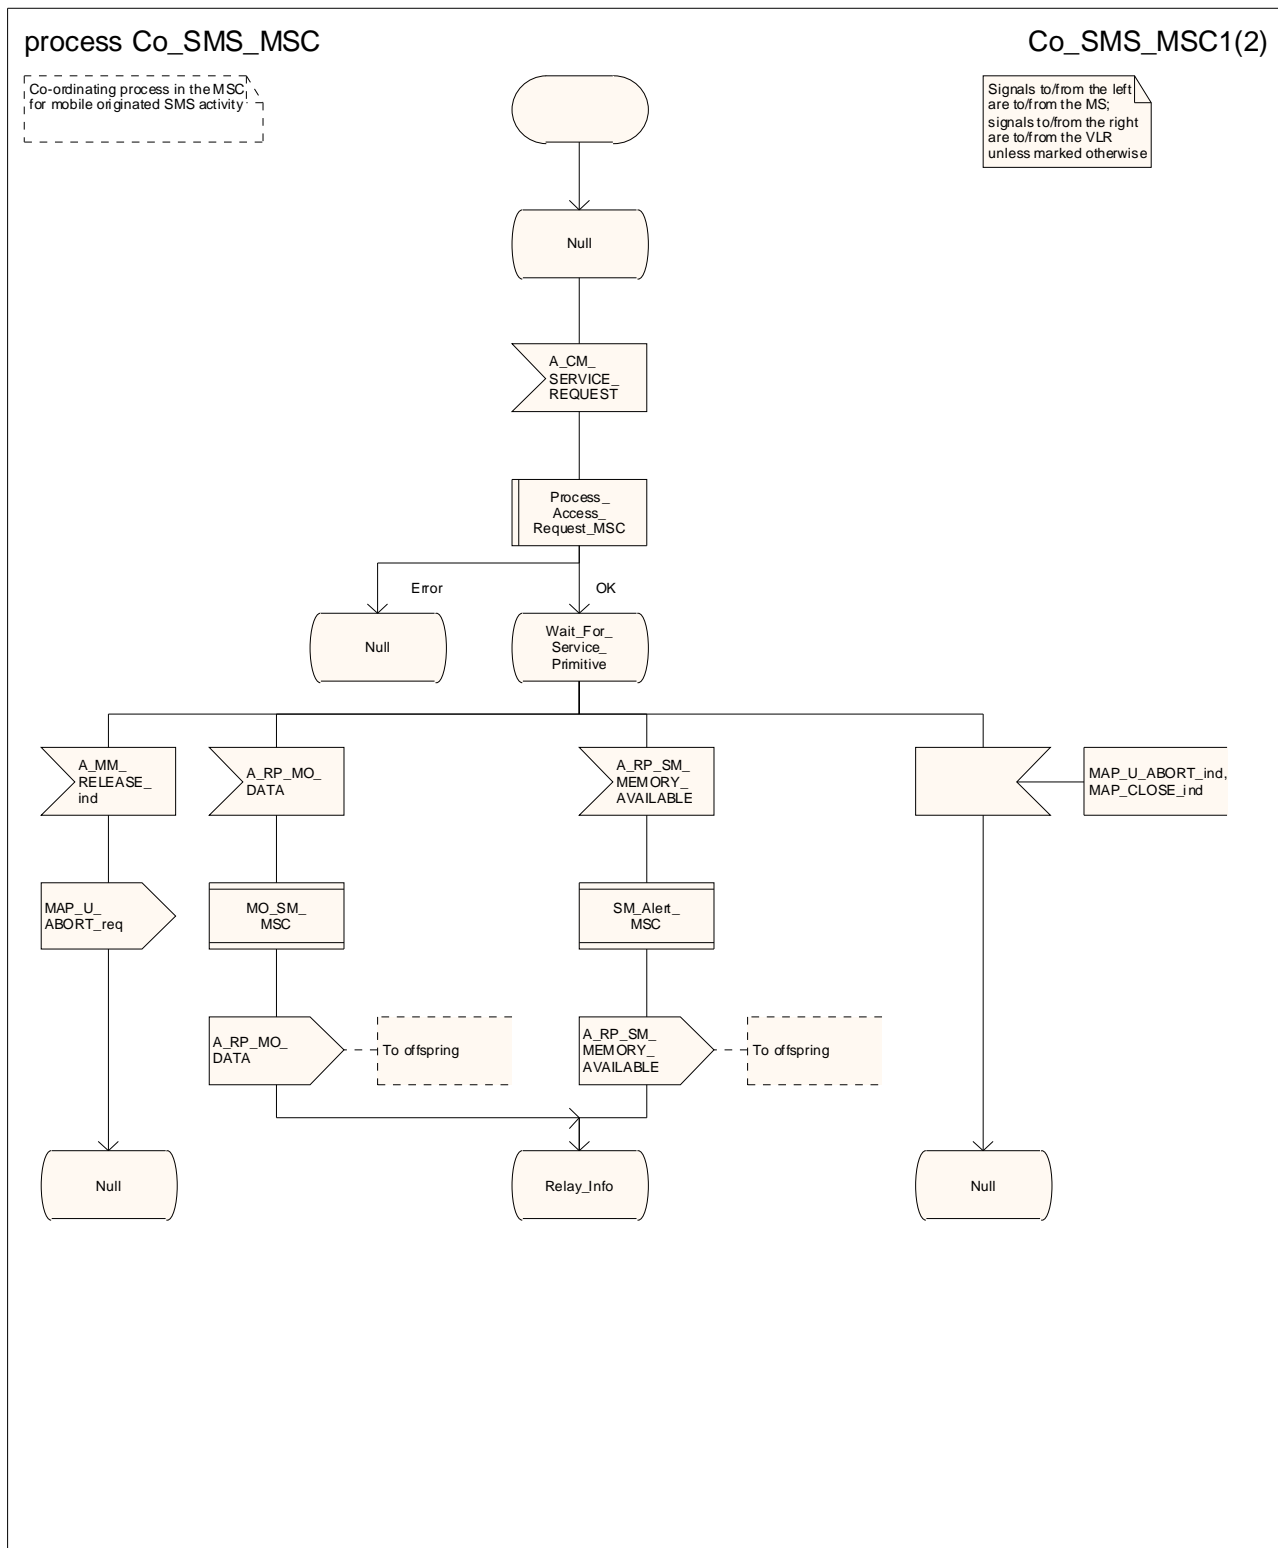 process Co_SMS_MSC
Co_SMS_MSC1(2)
Co-ordinating process in the MSC
for mobile originated SMS activity
Signals to/from the left
are to/from the MS;
signals to/from the right
are to/from the VLR
unless marked otherwise
Null
A_CM_
SERVICE_
REQUEST
Process_
Access_
Request_MSC
Error
OK
Null
Wait_For_
Service_
Primitive
A_MM_
RELEASE_
ind
A_RP_MO_
DATA
A_RP_SM_
MEMORY_
AVAILABLE
MAP_U_ABORT_ind,
MAP_CLOSE_ind
MAP_U_
ABORT_req
MO_SM_
MSC
SM_Alert_
MSC
A_RP_MO_
DATA
To offspring
A_RP_SM_
MEMORY_
AVAILABLE
To offspring
Null
Relay_Info
Null